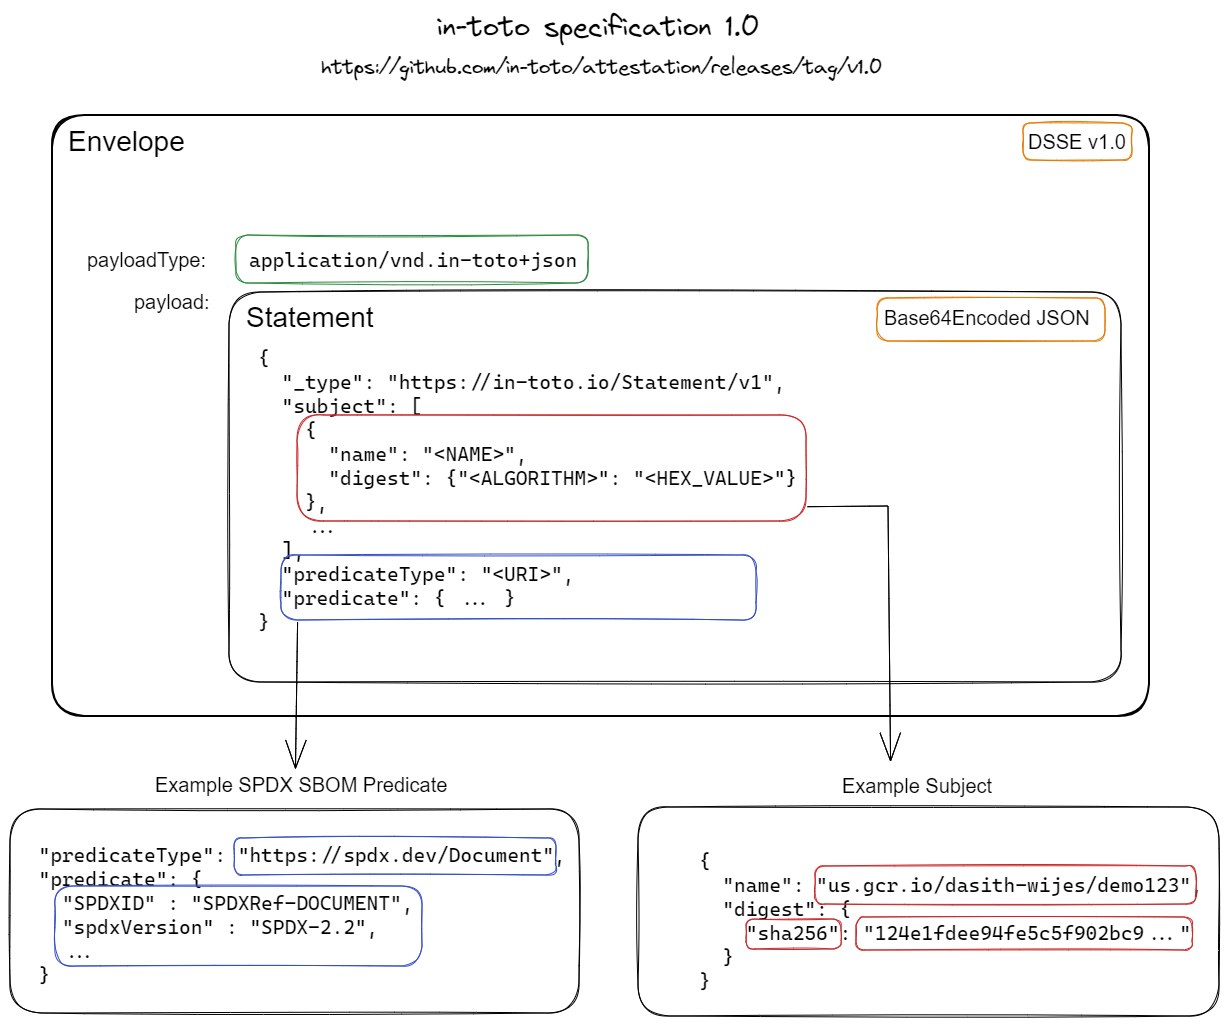 in-toto specification 1.0
https://github.com/in-toto/attestation/releases/tag/v1.0
Envelope
DSSE v1.0
payloadType:
application/vnd.in-toto+json
payload:
Statement
Base64Encoded JSON
{
"_type": "https://in-toto.io/Statement/v1",
"subject": [
{
"name": "<NAME>",
"digest": {"<ALGORITHM>": "<HEX_VALUE>"}
},
...
],
"predicateType": "<URI>",
"predicate": { ... }
}
Example SPDX SBOM Predicate
"predicateType": "https://spdx.dev/Document",
"predicate": {
"SPDXID" : "SPDXRef-DOCUMENT",
"spdxVersion" : "SPDX-2.2",
...
}
Example Subject
{
"name": "us.gcr.io/dasith-wijes/demo123",
"digest": {
"sha256": "124e1fdee94fe5c5f902bc9..."
}
}